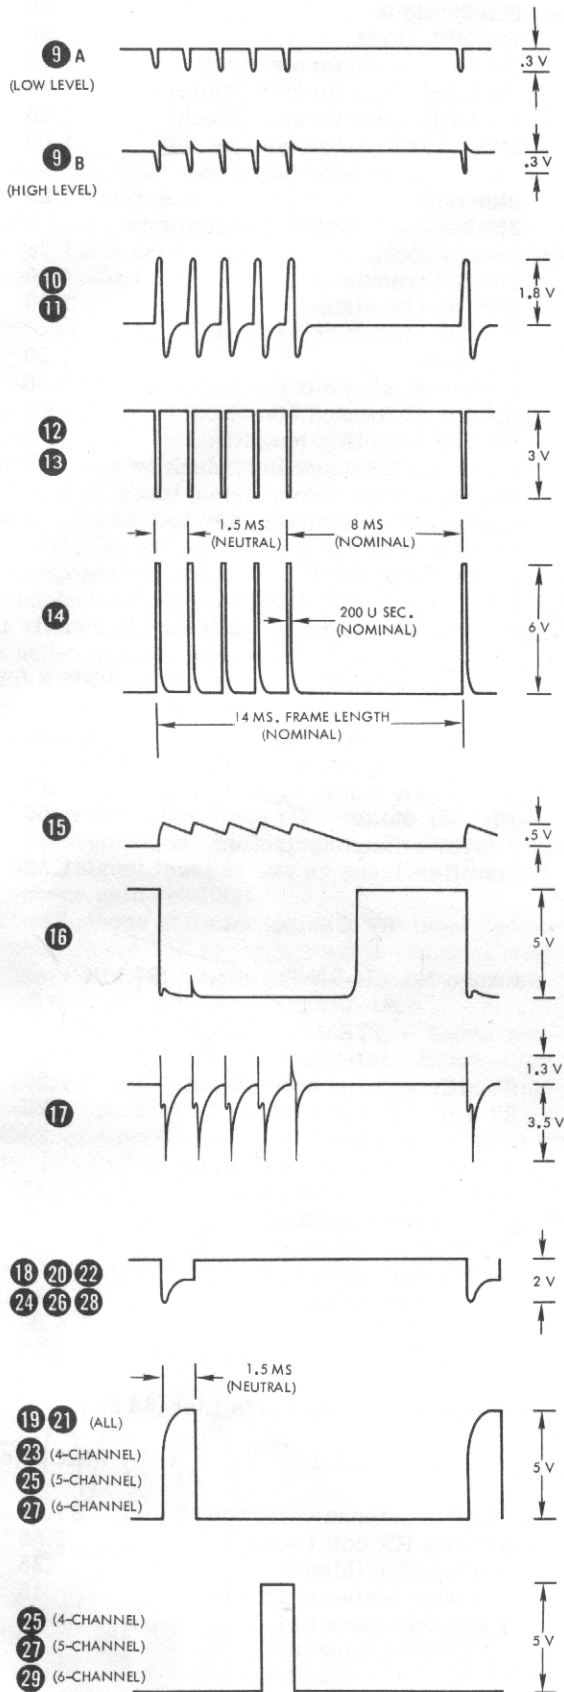 9 A
(LOW LEVEL)
.3 V
9 B
(HIGH LEVEL)
.3 V
10
11
1.8 V
12
13
3 V
1.5 MS
(NEUTRAL)
8 MS
(NOMINAL)
14
200 U SEC.
(NOMINAL)
6 V
14 MS. FRAME LENGTH
(NOMINAL)
15
.5 V
16
5 V
17
1.3 V
3.5 V
18 20 22
24 26 28
2 V
1.5 MS
(NEUTRAL)
19 21 (ALL)
23 (4-CHANNEL)
25 (5-CHANNEL)
27 (6-CHANNEL)
5 V
25 (4-CHANNEL)
27 (5-CHANNEL)
29 (6-CHANNEL)
5 V